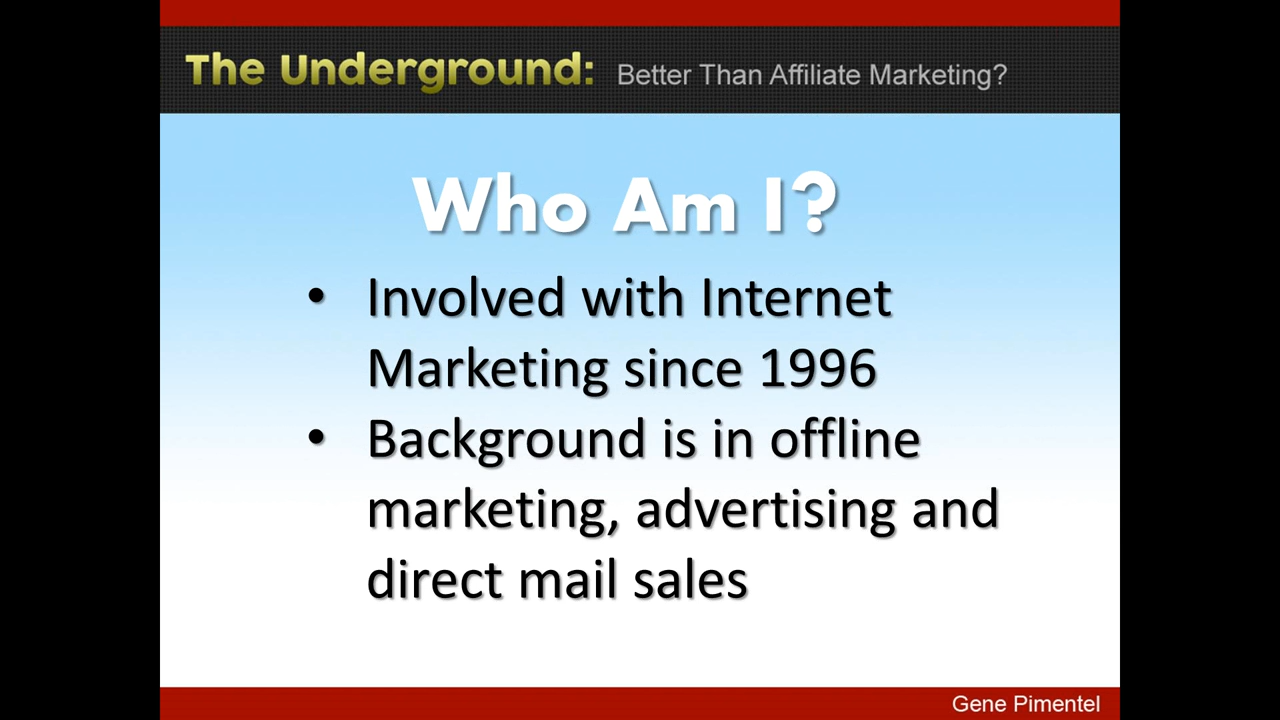 The Underground: Better Than Affiliate Marketing?
Who Am I?
• Involved with Internet
Marketing since 1996
• Background is in offline
marketing, advertising and
direct mail sales
Gene Pimentel